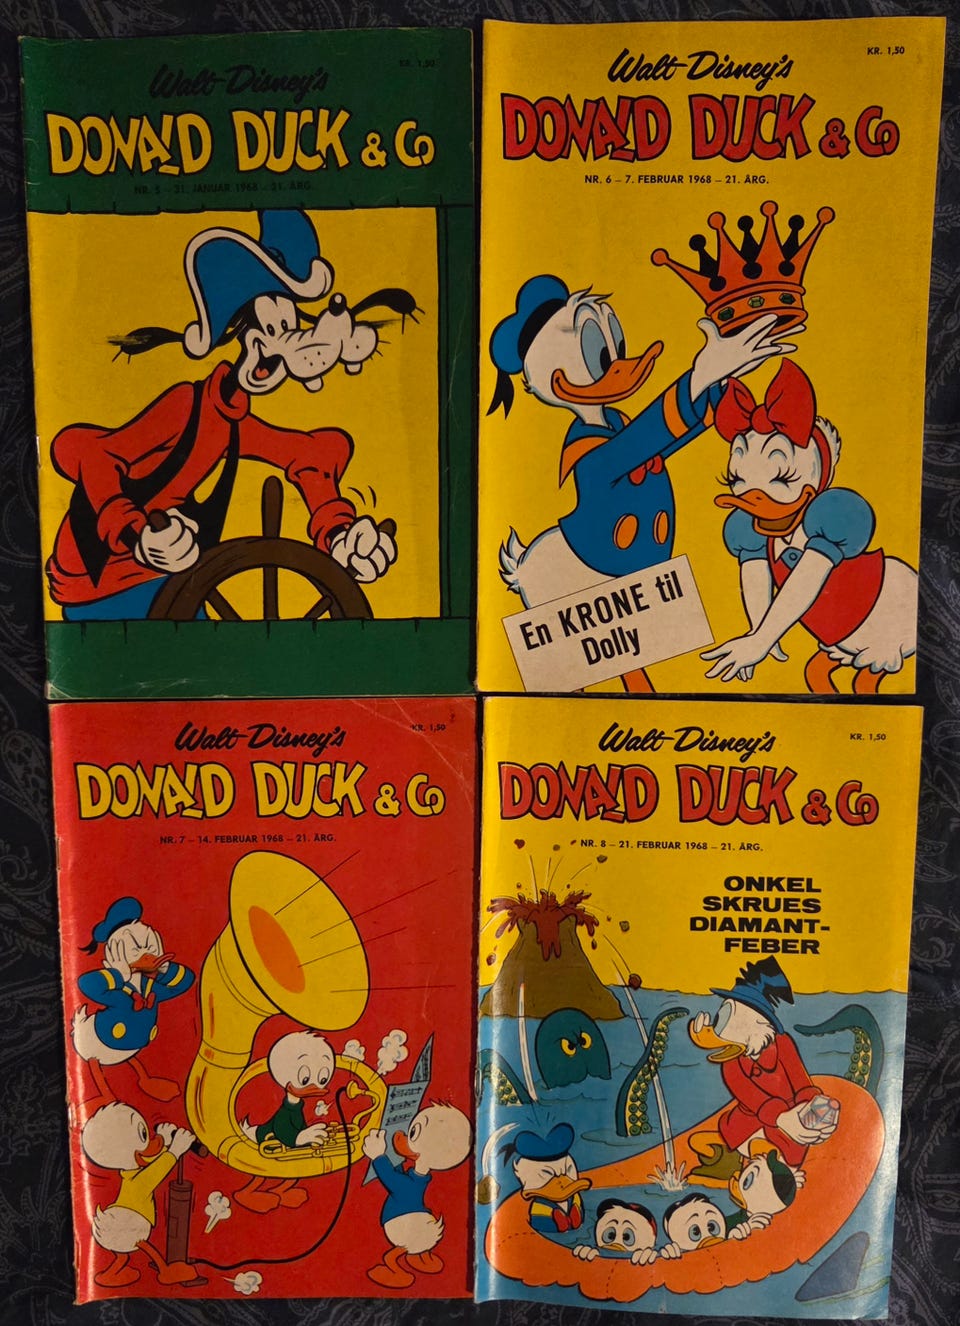 Walt Disney's
KR. 1,50
DONALD DUCK & Co
NR. 5 – 31. JANUAR 1968 – 21. ÅRG.
Walt Disney's
KR. 1,50
DONALD DUCK & Co
NR. 6 – 7. FEBRUAR 1968 – 21. ÅRG.
En KRONE til
Dolly
Walt Disney's
KR. 1,50
DONALD DUCK & Co
NR. 7 – 14. FEBRUAR 1968 – 21. ÅRG.
Walt Disney's
KR. 1,50
DONALD DUCK & Co
NR. 8 – 21. FEBRUAR 1968 – 21. ÅRG.
ONKEL
SKRUES
DIAMANT-
FEBER